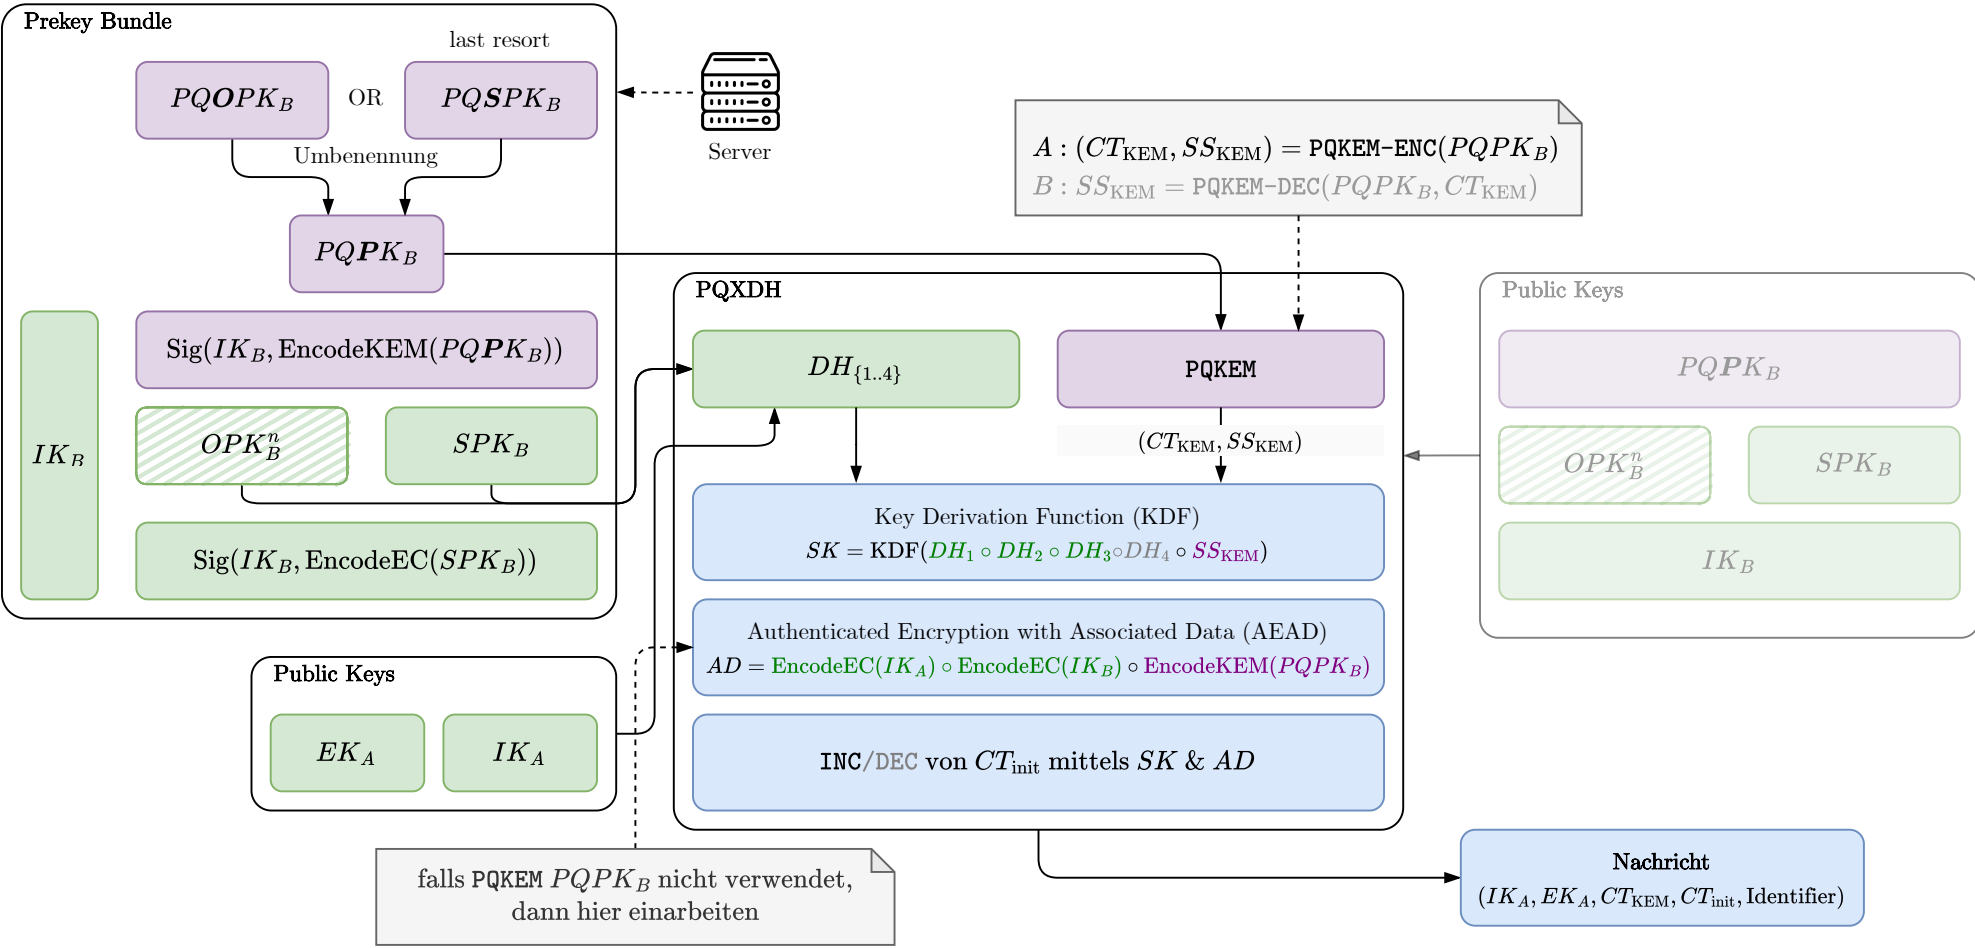 Prekey Bundle
last resort
PQOPK_B
OR
PQSPK_B
Umbenennung
PQPK_B
Sig(IK_B, EncodeKEM(PQPK_B))
IK_B
OPK_B^n
SPK_B
Sig(IK_B, EncodeEC(SPK_B))
Server
Public Keys
EK_A
IK_A
A : (CT_KEM, SS_KEM) = PQKEM-ENC(PQPK_B)
B : SS_KEM = PQKEM-DEC(PQPK_B, CT_KEM)
PQXDH
DH_{1..4}
PQKEM
(CT_KEM, SS_KEM)
Key Derivation Function (KDF)
SK = KDF(DH_1 ∘ DH_2 ∘ DH_3 ∘ DH_4 ∘ SS_KEM)
Authenticated Encryption with Associated Data (AEAD)
AD = EncodeEC(IK_A) ∘ EncodeEC(IK_B) ∘ EncodeKEM(PQPK_B)
INC/DEC von CT_init mittels SK & AD
falls PQKEM PQPK_B nicht verwendet,
dann hier einarbeiten
Public Keys
PQPK_B
OPK_B^n
SPK_B
IK_B
Nachricht
(IK_A, EK_A, CT_KEM, CT_init, Identifier)